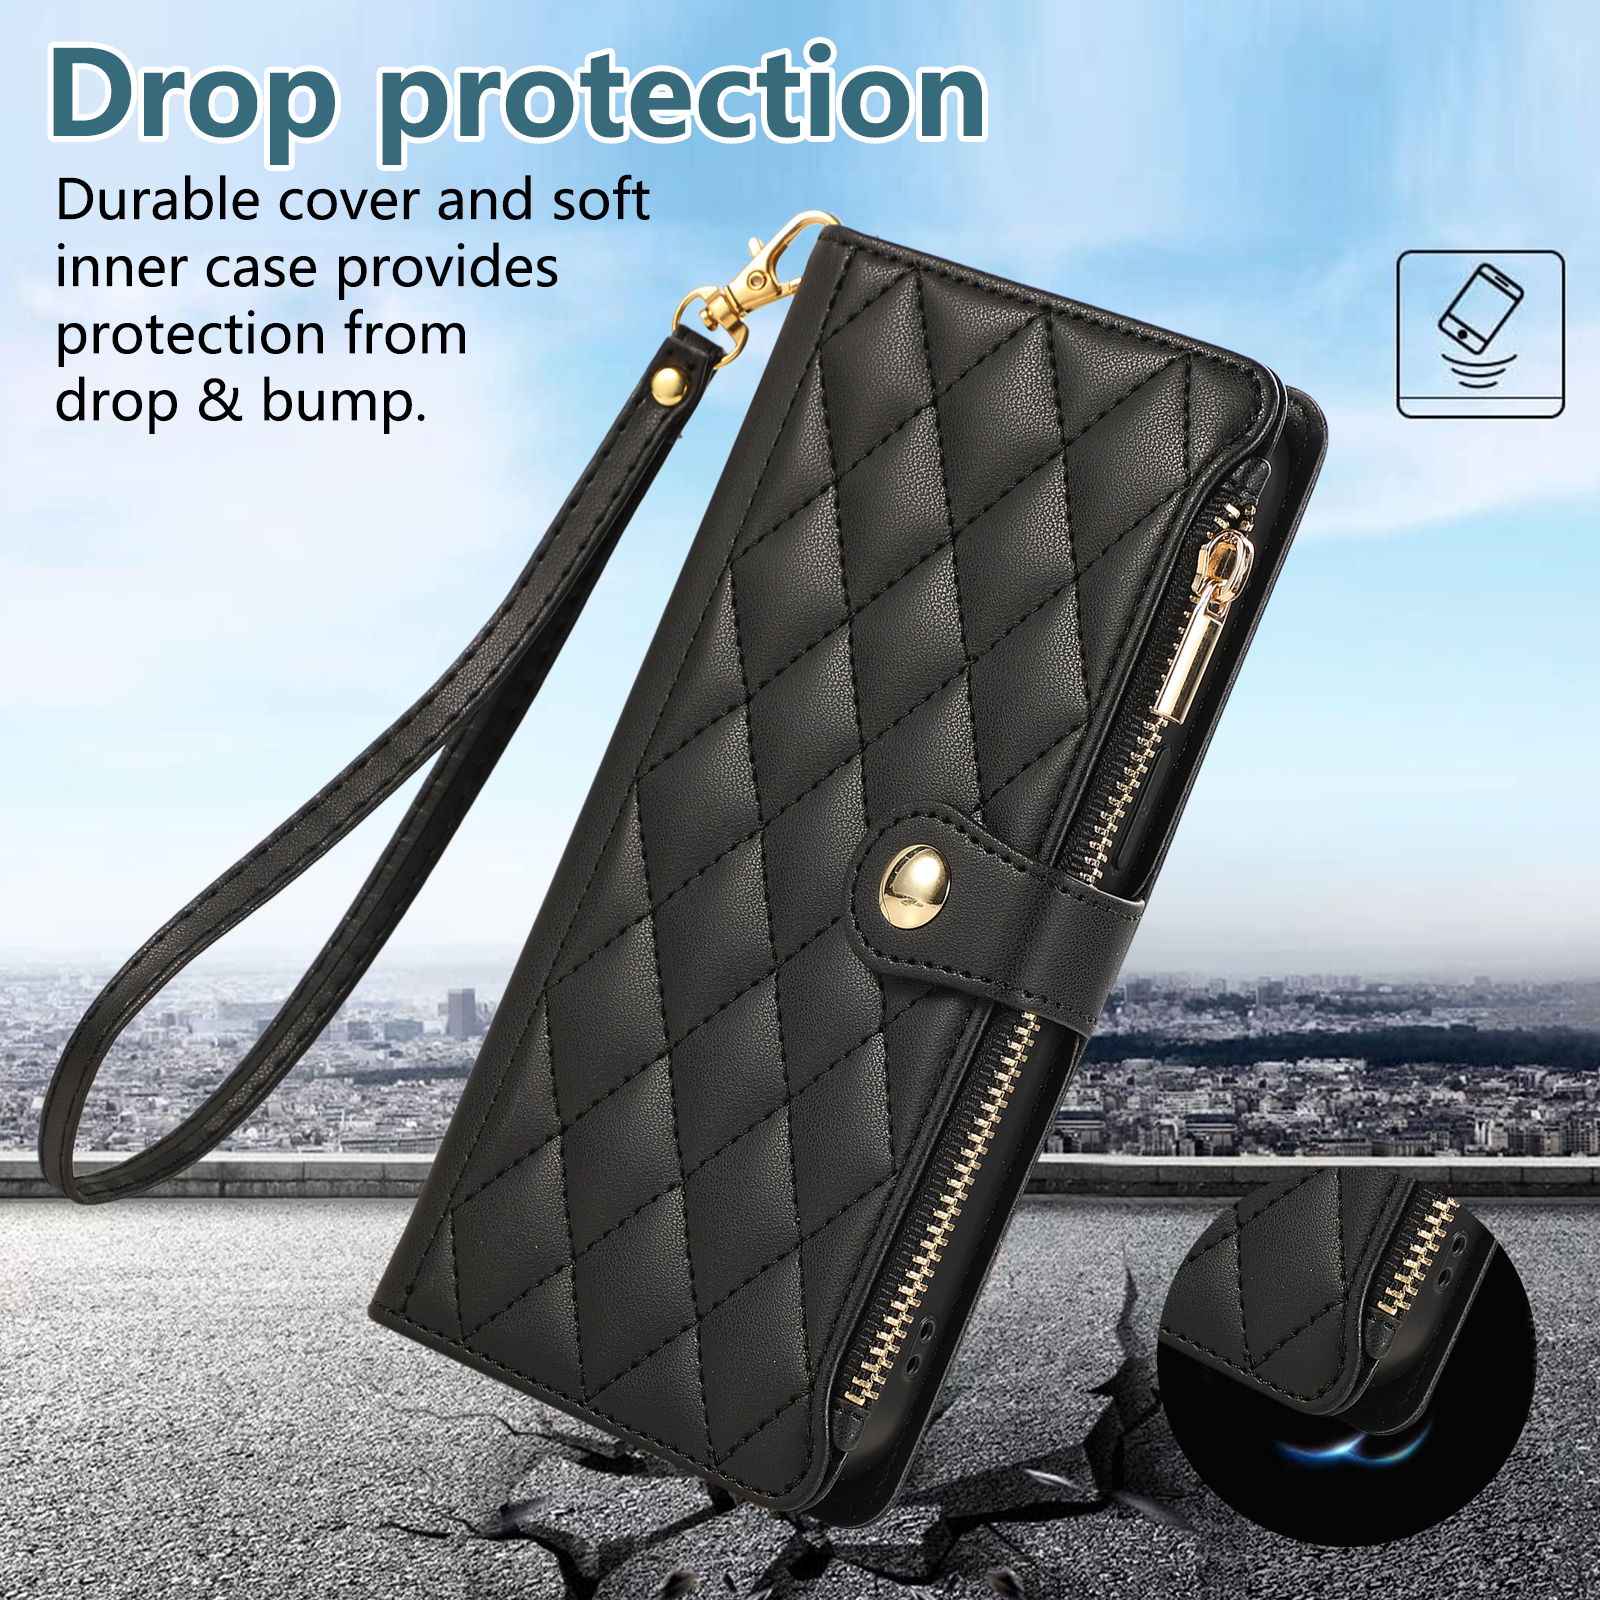 Drop protection
Durable cover and soft
inner case provides
protection from
drop & bump.